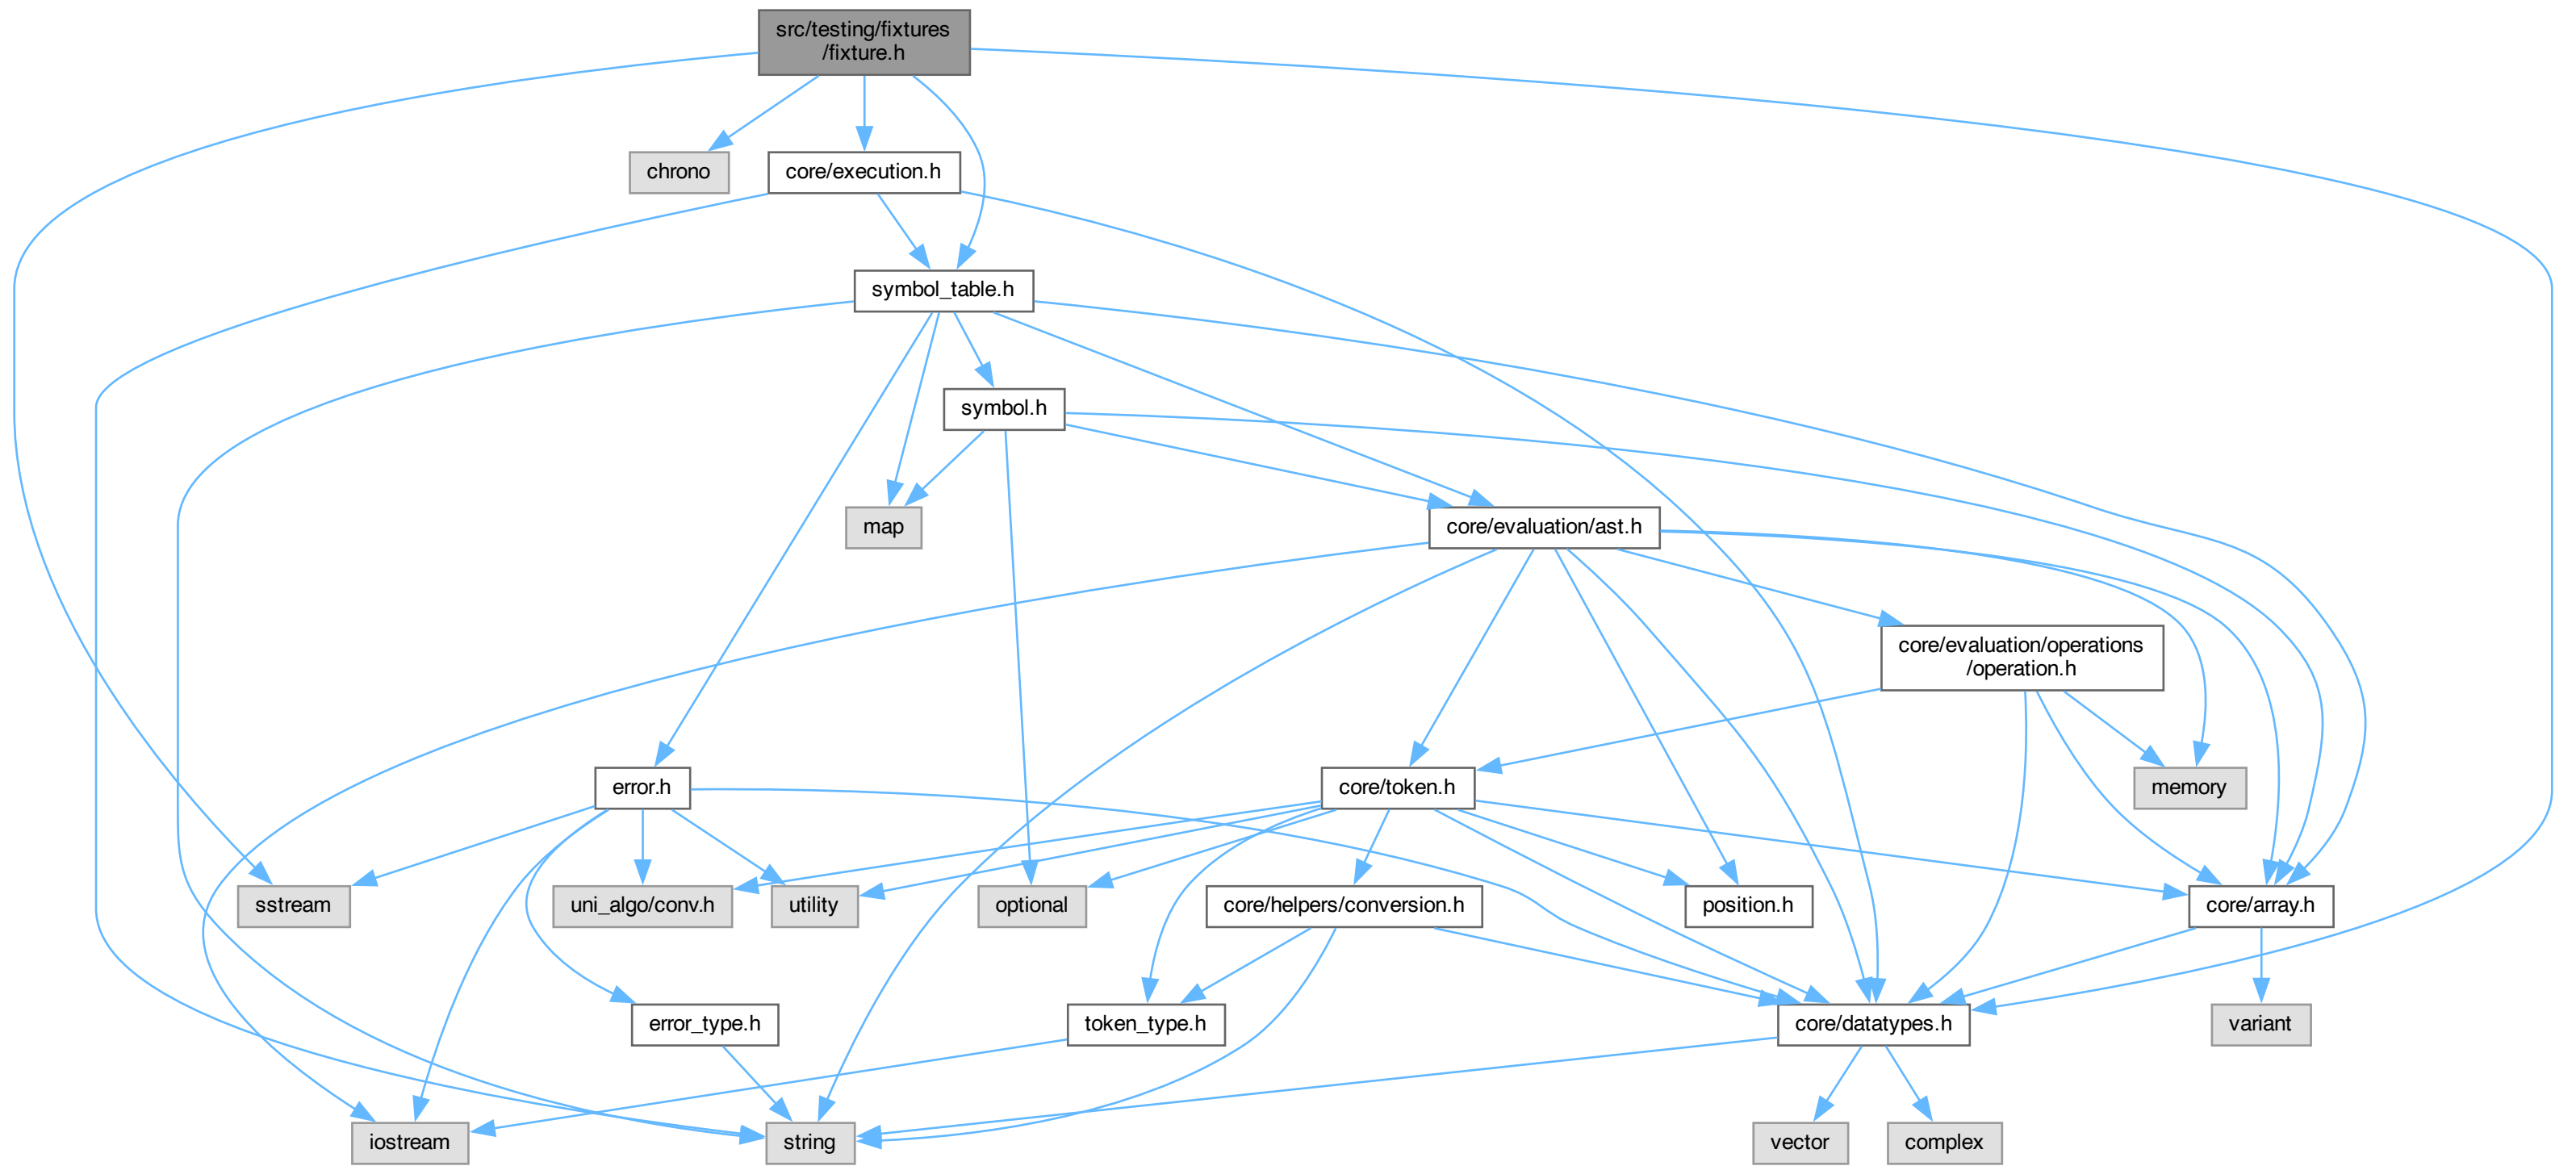 src/testing/fixtures
/fixture.h
chrono
core/execution.h
symbol_table.h
symbol.h
map
core/evaluation/ast.h
core/evaluation/operations
/operation.h
error.h
core/token.h
memory
sstream
uni_algo/conv.h
utility
optional
core/helpers/conversion.h
position.h
core/array.h
error_type.h
token_type.h
core/datatypes.h
variant
iostream
string
vector
complex